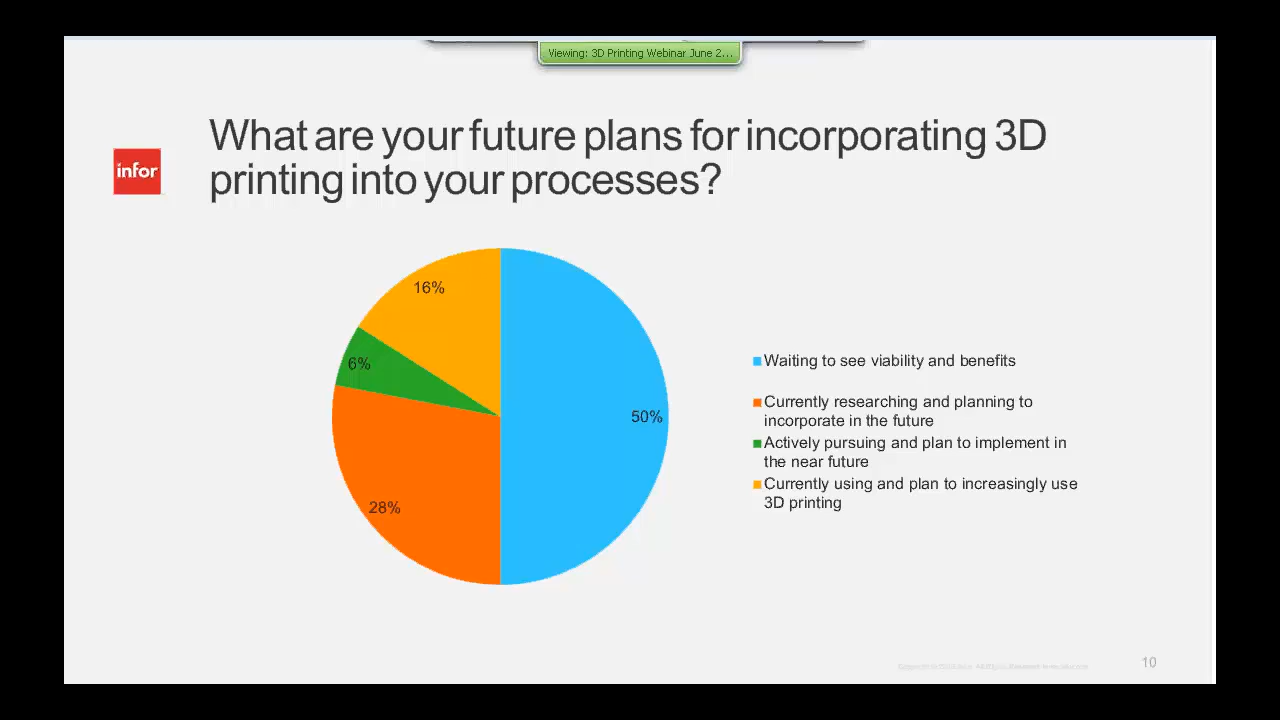 Viewing: 3D Printing Webinar June 2...
What are your future plans for incorporating 3D
printing into your processes?
infor
16%
6%
50%
28%
Waiting to see viability and benefits
Currently researching and planning to
incorporate in the future
Actively pursuing and plan to implement in
the near future
Currently using and plan to increasingly use
3D printing
10